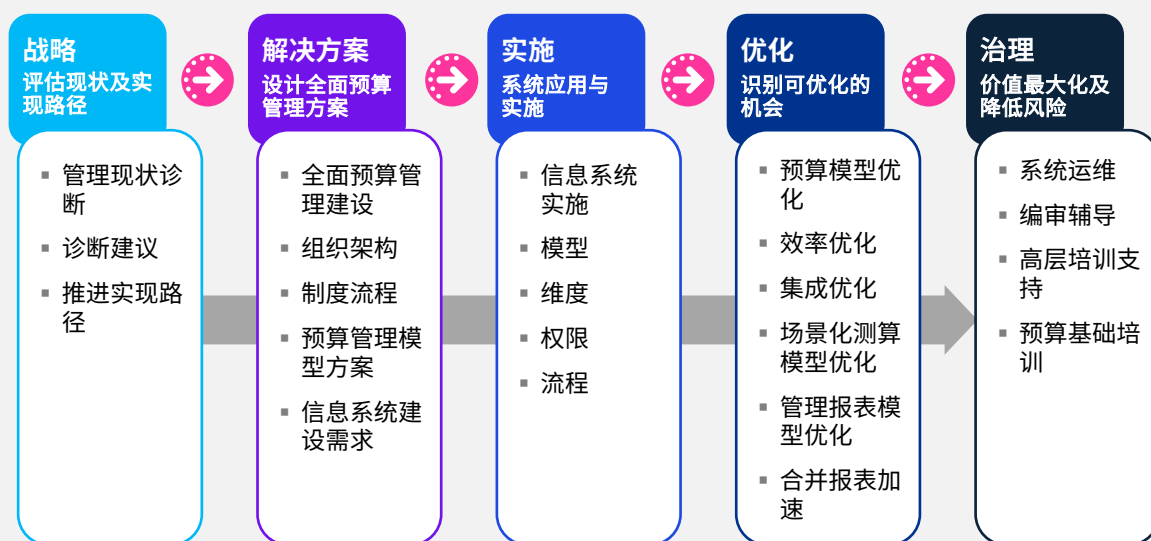 战略
评估现状及实
现路径
管理现状诊
断
诊断建议
推进实现路
径
解决方案
设计全面预算
管理方案
全面预算管
理建设
组织架构
制度流程
预算管理模
型方案
信息系统建
设需求
实施
系统应用与
实施
信息系统
实施
模型
维度
权限
流程
优化
识别可优化的
机会
预算模型优
化
效率优化
集成优化
场景化测算
模型优化
管理报表模
型优化
合并报表加
速
治理
价值最大化及
降低风险
系统运维
编审辅导
高层培训支
持
预算基础培
训